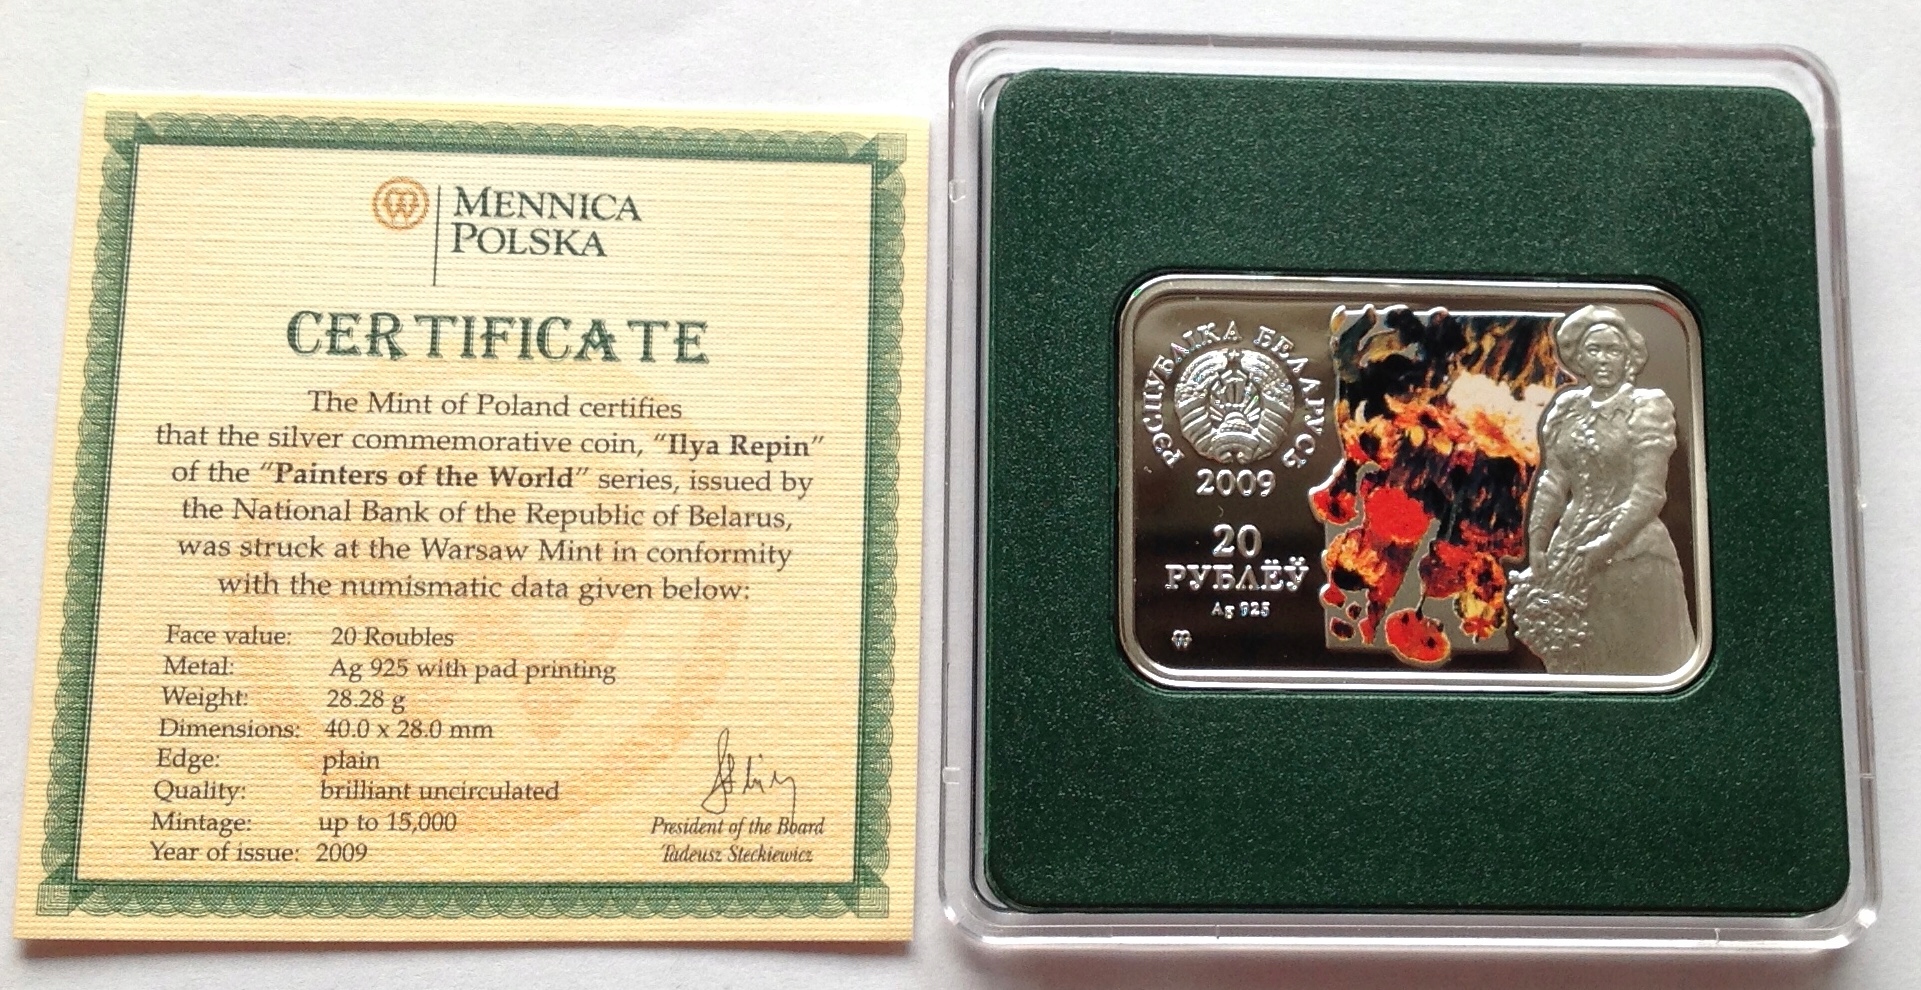 MENNICA
POLSKA
CERTIFICATE
The Mint of Poland certifies
that the silver commemorative coin, “Ilya Repin”
of the “Painters of the World” series, issued by
the National Bank of the Republic of Belarus,
was struck at the Warsaw Mint in conformity
with the numismatic data given below:
Face value: 20 Roubles
Metal: Ag 925 with pad printing
Weight: 28.28 g
Dimensions: 40.0 x 28.0 mm
Edge: plain
Quality: brilliant uncirculated
Mintage: up to 15,000
Year of issue: 2009
President of the Board
Tadeusz Steckiewicz
РЭСПУБЛІКА БЕЛАРУСЬ
2009
20
РУБЛЁЎ
Ag 925